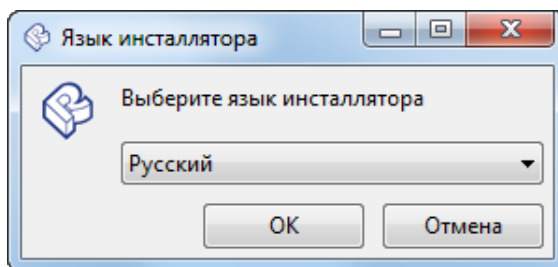 Язык инсталлятора
Выберите язык инсталлятора
Русский
OK
Отмена